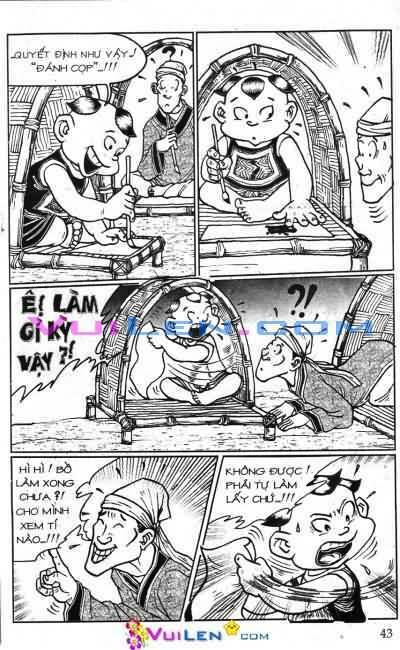 QUYẾT ĐỊNH NHƯ VẬY...!
"ĐÁNH CỌP"...!!!
?
Ê! LÀM
GÌ KỲ
VẬY?!
?!
VUILEN.COM
HÌ HÌ! BỒ
LÀM XONG
CHƯA?!
CHO MÌNH
XEM TÍ
NÀO...!!!
KHÔNG ĐƯỢC!
PHẢI TỰ LÀM
LẤY CHỨ...!!!
43
VUILEN.COM